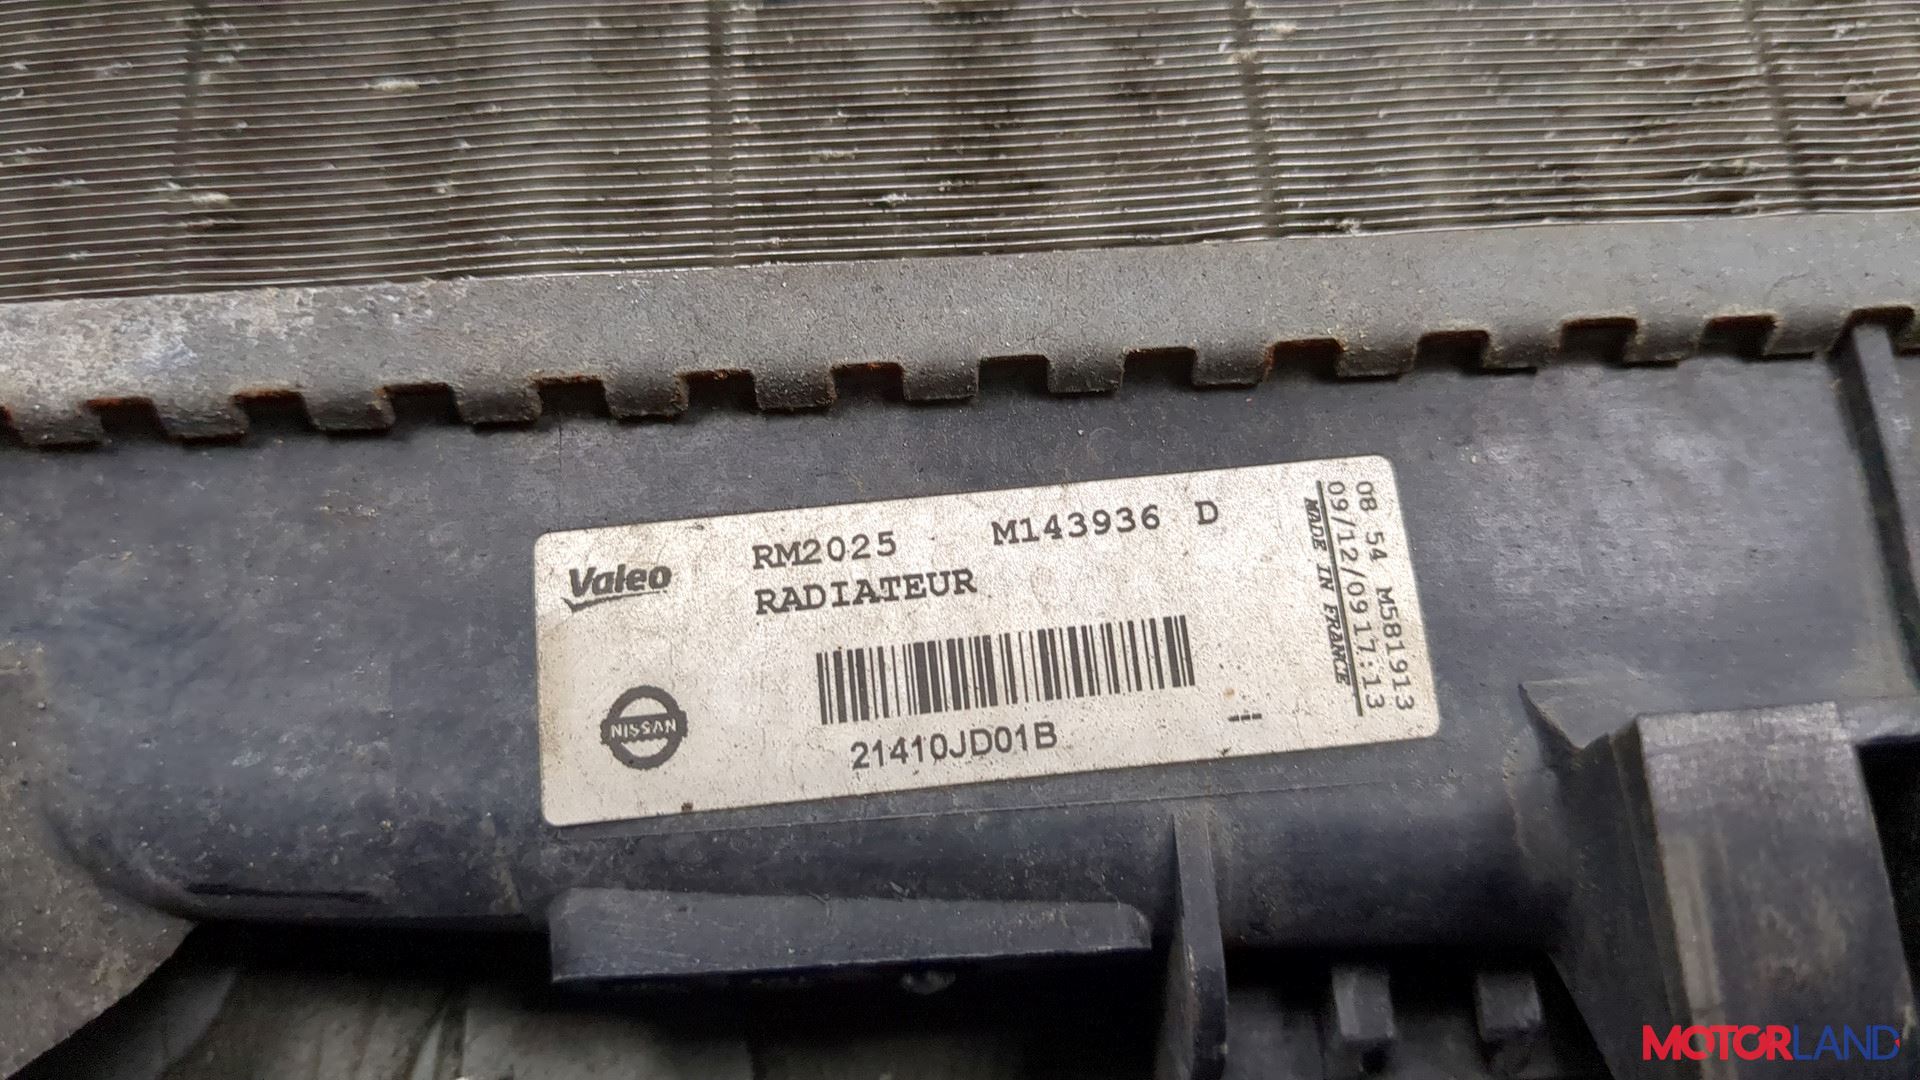 Valeo
RM2025 M143936 D
RADIATEUR
NISSAN
21410JD01B
---
08 54 M581913
09/12/09 17:13
MADE IN FRANCE
MOTORLAND